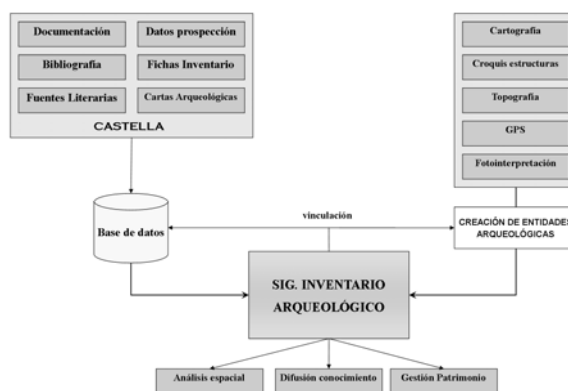 Documentación
Datos prospección
Bibliografía
Fichas Inventario
Fuentes Literarias
Cartas Arqueológicas
CASTELLA
Cartografía
Croquis estructuras
Topografía
GPS
Fotointerpretación
Base de datos
vinculación
CREACIÓN DE ENTIDADES
ARQUEOLÓGICAS
SIG. INVENTARIO
ARQUEOLÓGICO
Análisis espacial
Difusión conocimiento
Gestión Patrimonio